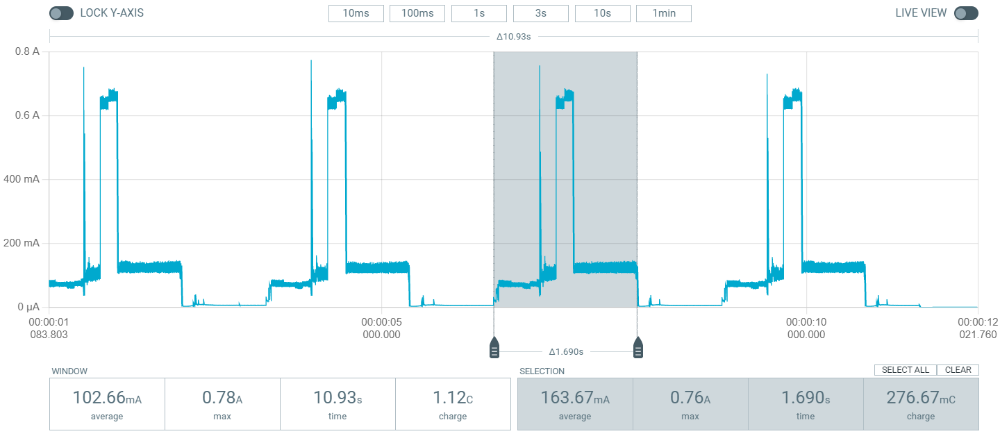 LOCK Y-AXIS 10ms 100ms 1s 3s 10s 1min LIVE VIEW
Δ10.93s
0.8 A
0.6 A
400 mA
200 mA
0 µA
00:00:01 00:00:05 00:00:10 00:00:12
083.803 000.000 000.000 021.760
Δ1.690s
WINDOW SELECTION SELECT ALL CLEAR
102.66mA 0.78A 10.93s 1.12C 163.67mA 0.76A 1.690s 276.67mC
average max time charge average max time charge